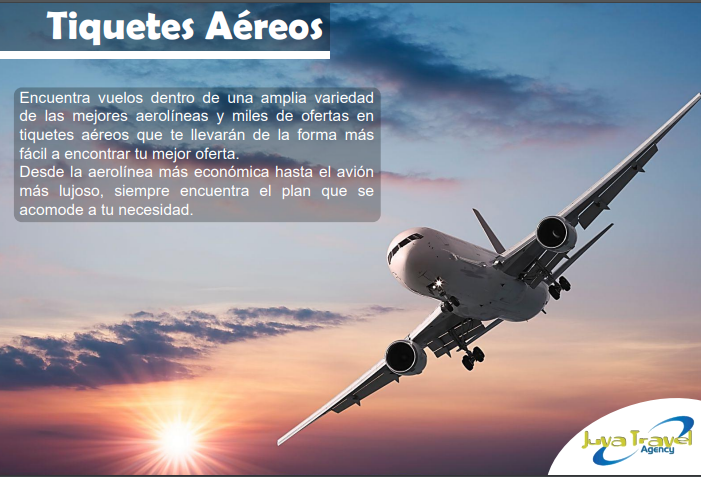 Tiquetes Aéreos
Encuentra vuelos dentro de una amplia variedad
de las mejores aerolíneas y miles de ofertas en
tiquetes aéreos que te llevarán de la forma más
fácil a encontrar tu mejor oferta.
Desde la aerolínea más económica hasta el avión
más lujoso, siempre encuentra el plan que se
acomode a tu necesidad.
Juya Travel
Agency